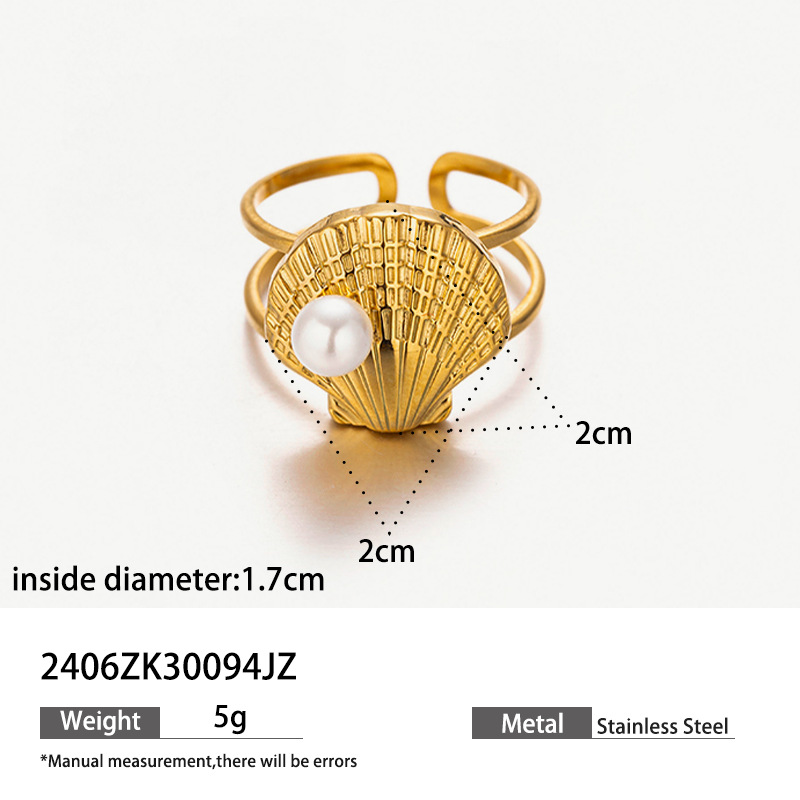 2cm
2cm
inside diameter:1.7cm
2406ZK30094JZ
Weight 5g
Metal Stainless Steel
*Manual measurement,there will be errors